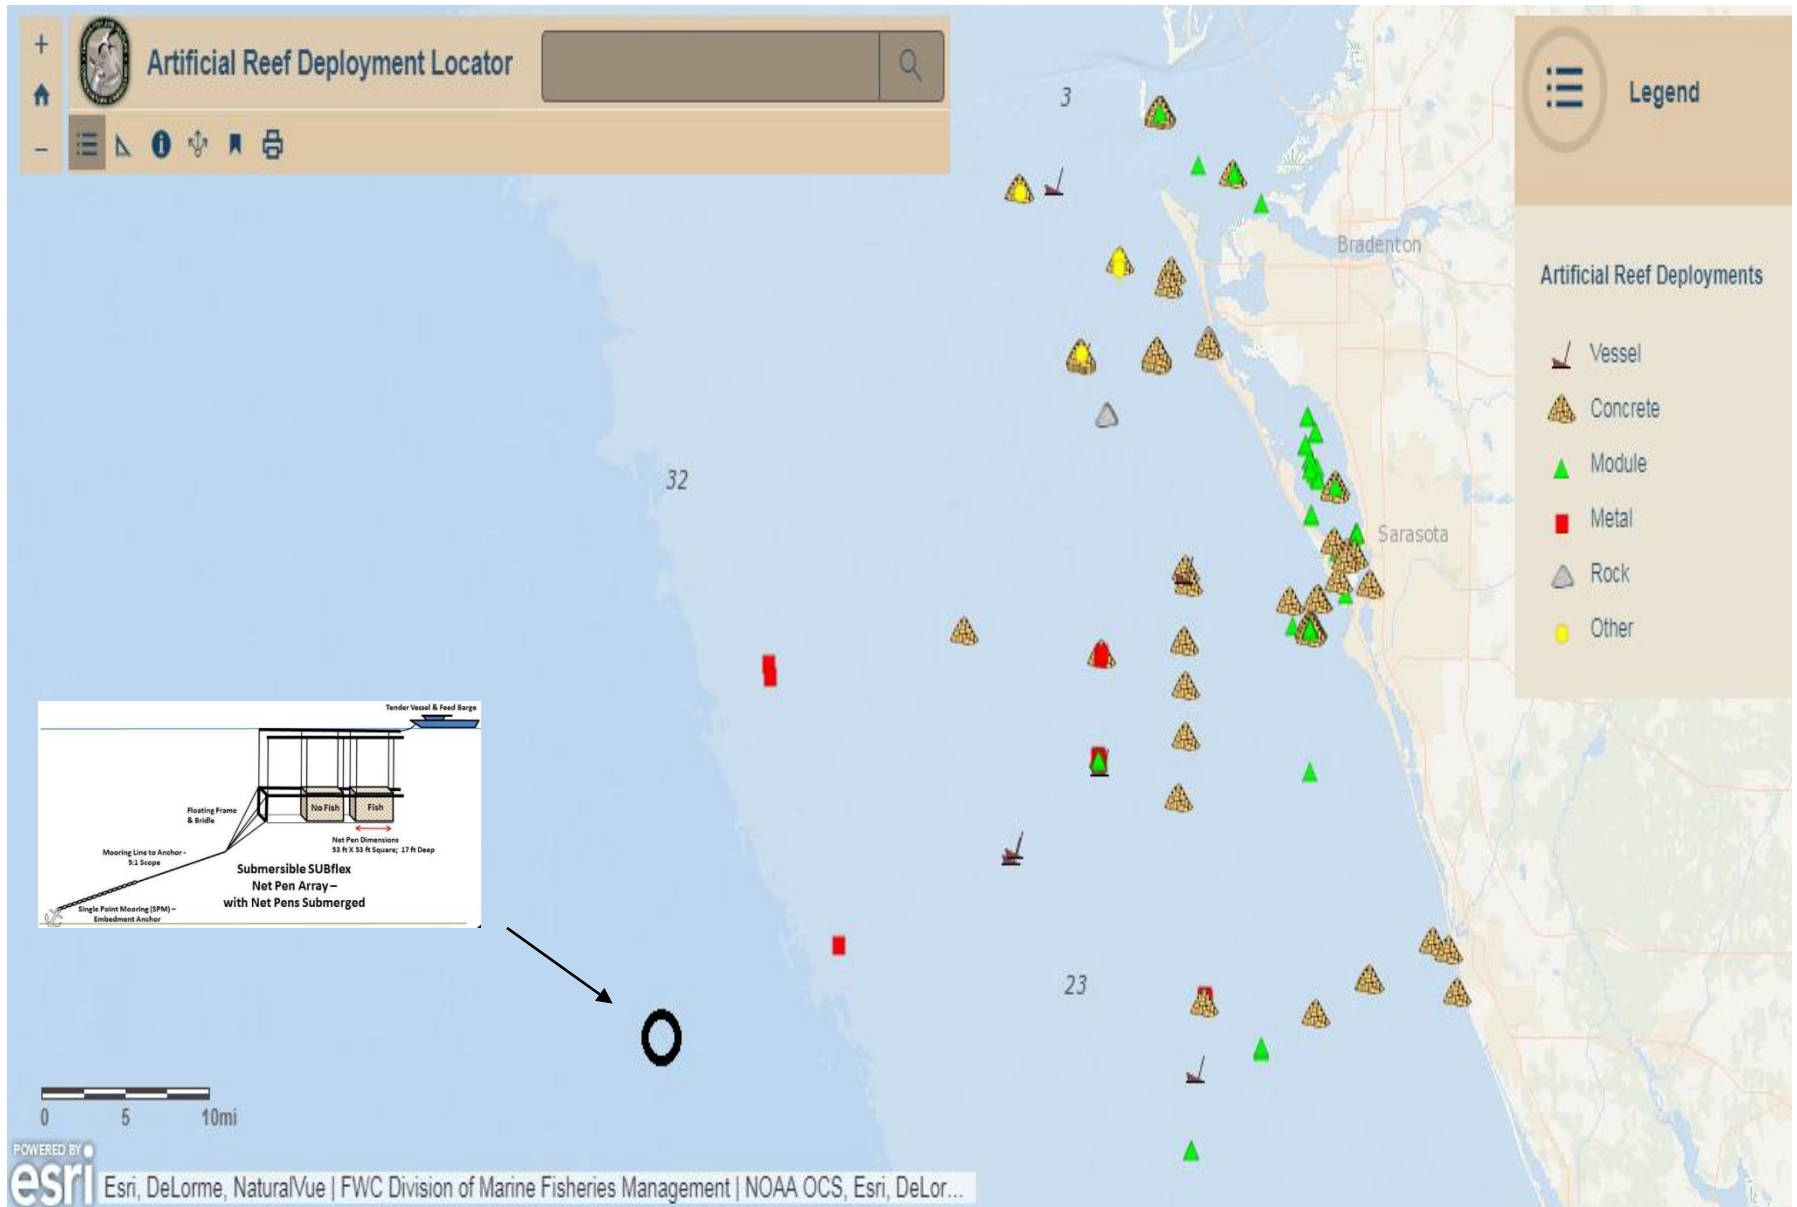 +
Artificial Reef Deployment Locator
−
3
32
23
Bradenton
Sarasota
Legend
Artificial Reef Deployments
Vessel
Concrete
Module
Metal
Rock
Other
Tender Vessel & Feed Barge
Floating Frame
& Bridle
No Fish
Fish
Net Pen Dimensions
53 ft X 53 ft Square; 17 ft Deep
Mooring Line to Anchor -
5:1 Scope
Submersible SUBflex
Net Pen Array –
with Net Pens Submerged
Single Point Mooring (SPM) –
Embedment Anchor
0 5 10mi
POWERED BY
esri
Esri, DeLorme, NaturalVue | FWC Division of Marine Fisheries Management | NOAA OCS, Esri, DeLor...